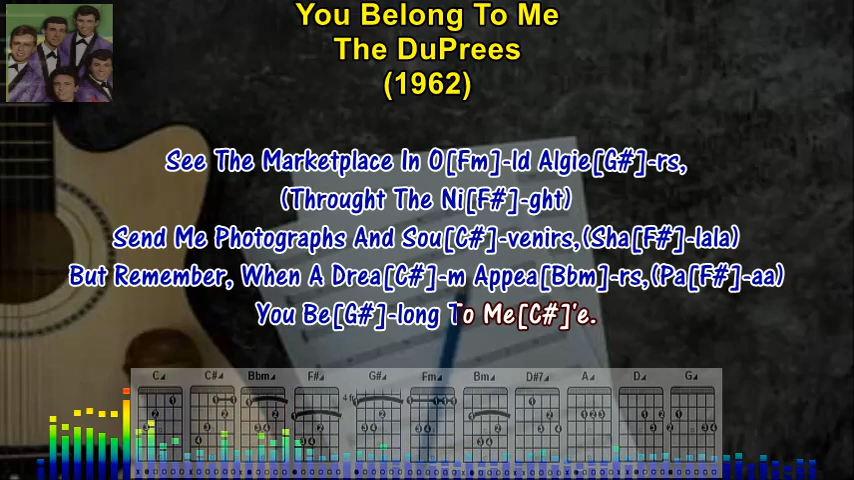 You Belong To Me
The DuPrees
(1962)
See The Marketplace In O[Fm]-ld Algie[G#]-rs,
(Throught The Ni[F#]-ght)
Send Me Photographs And Sou[C#]-venirs,(Sha[F#]-lala)
But Remember, When A Drea[C#]-m Appea[Bbm]-rs,(Pa[F#]-aa)
You Be[G#]-long To Me[C#]'e.
C C# Bbm F# G# Fm Bm D#7 A D G
4 fr